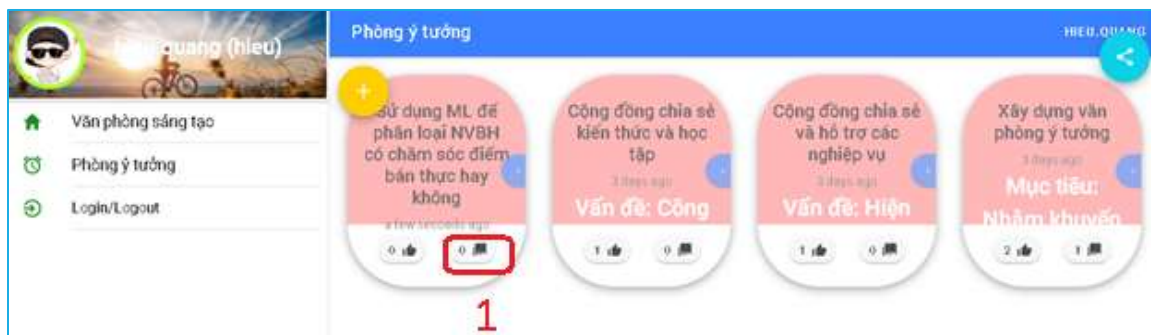 quang (hieu)
Văn phòng sáng tạo
Phòng ý tưởng
Login/Logout
Phòng ý tưởng
HIEU.QUANG
+
Sử dụng ML để
phân loại NVBH
có chăm sóc điểm
bán thực hay
không
a few seconds ago
0
0
1
Cộng đồng chia sẻ
kiến thức và học
tập
3 days ago
Vấn đề: Công
1
0
Cộng đồng chia sẻ
và hỗ trợ các
nghiệp vụ
3 days ago
Vấn đề: Hiện
1
0
Xây dựng văn
phòng ý tưởng
3 days ago
Mục tiêu:
Nhằm khuyến
2
1